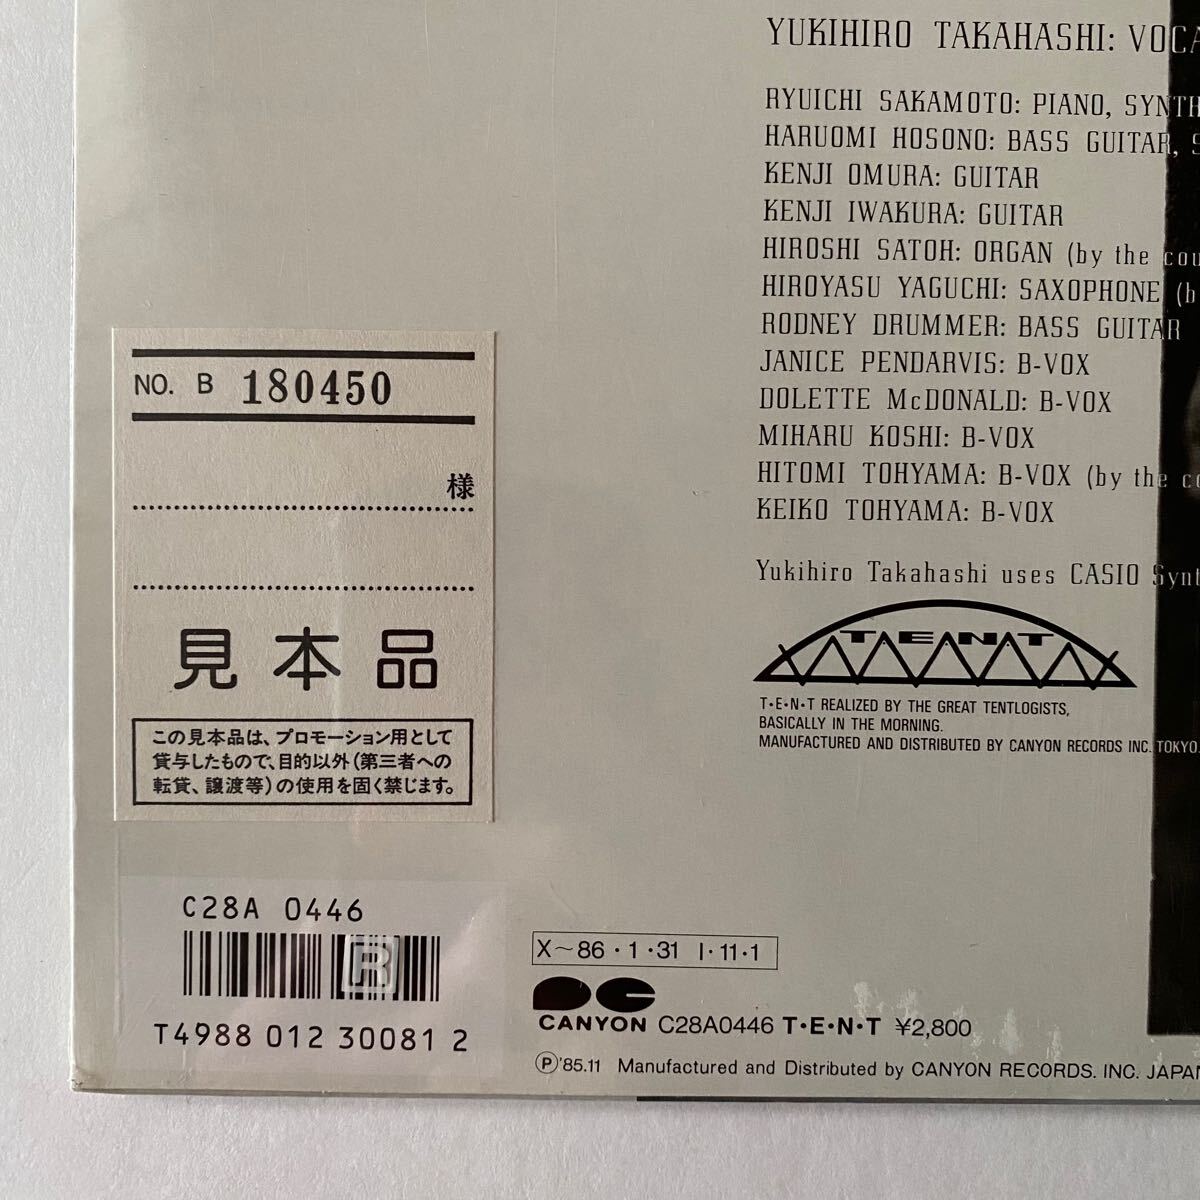 YUKIHIRO TAKAHASHI: VOCA
RYUICHI SAKAMOTO: PIANO, SYNTH
HARUOMI HOSONO: BASS GUITAR, S
KENJI OMURA: GUITAR
KENJI IWAKURA: GUITAR
HIROSHI SATOH: ORGAN (by the cou
HIROYASU YAGUCHI: SAXOPHONE (b
RODNEY DRUMMER: BASS GUITAR
JANICE PENDARVIS: B-VOX
DOLETTE McDONALD: B-VOX
MIHARU KOSHI: B-VOX
HITOMI TOHYAMA: B-VOX (by the co
KEIKO TOHYAMA: B-VOX
Yukihiro Takahashi uses CASIO Synt
TENT
T•E•N•T REALIZED BY THE GREAT TENTLOGISTS,
BASICALLY IN THE MORNING.
MANUFACTURED AND DISTRIBUTED BY CANYON RECORDS INC. TOKYO.
NO. B 180450
様
見本品
この見本品は、プロモーション用として
貸与したもので、目的以外(第三者への
転貸、譲渡等)の使用を固く禁じます。
C28A 0446
R
T4988 012 30081 2
X～86・1・31 I・11・1
CANYON C28A0446 T•E•N•T ¥2,800
Ⓟ'85.11 Manufactured and Distributed by CANYON RECORDS. INC. JAPAN